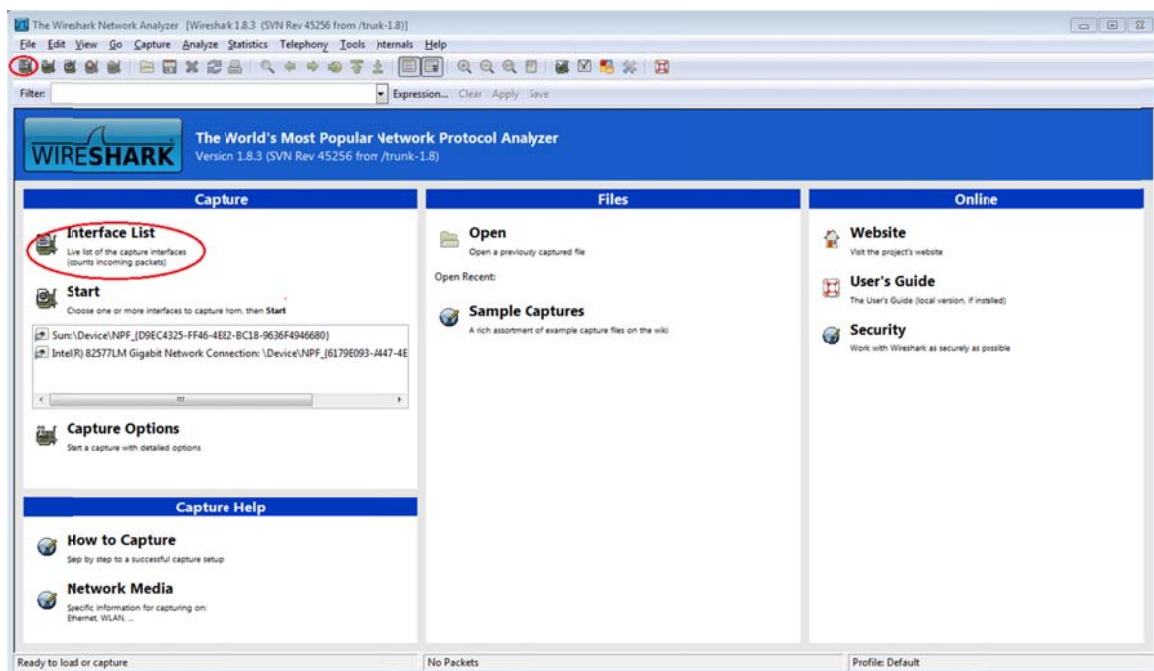 The Wireshark Network Analyzer [Wireshark 1.8.3 (SVN Rev 45256 from /trunk-1.8)]
File Edit View Go Capture Analyze Statistics Telephony Tools Internals Help
Filter: Expression... Clear Apply Save
WIRESHARK
The World's Most Popular Network Protocol Analyzer
Version 1.8.3 (SVN Rev 45256 from /trunk-1.8)
Capture
Interface List
Live list of the capture interfaces
(counts incoming packets)
Start
Choose one or more interfaces to capture from, then Start
Sun:\Device\NPF_{D9EC4325-FF46-4EE2-BC18-9636F4946680}
Intel(R) 82577LM Gigabit Network Connection: \Device\NPF_{6179E093-A447-4E
Capture Options
Start a capture with detailed options
Capture Help
How to Capture
Step by step to a successful capture setup
Network Media
Specific information for capturing on:
Ethernet, WLAN, ...
Files
Open
Open a previously captured file
Open Recent:
Sample Captures
A rich assortment of example capture files on the wiki
Online
Website
Visit the project's website
User's Guide
The User's Guide (local version, if installed)
Security
Work with Wireshark as securely as possible
Ready to load or capture
No Packets
Profile: Default